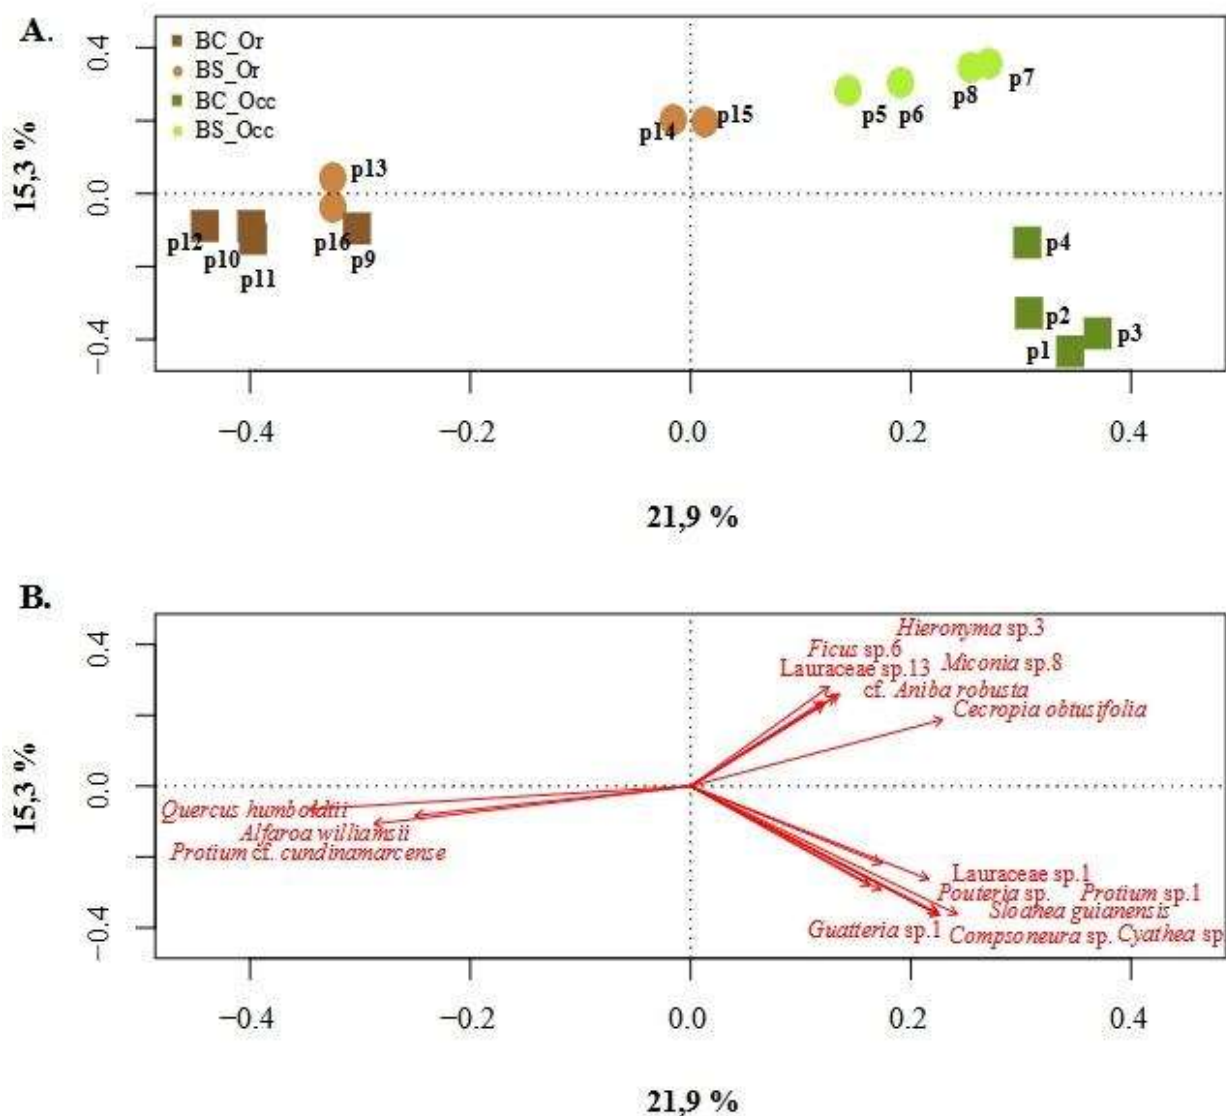 A.
BC_Or
BS_Or
BC_Occ
BS_Occ
0.4
0.0
−0.4
15,3 %
p7
p8
p5 p6
p14 p15
p13
p16
p9
p12
p10
p11
p4
p2
p3
p1
−0.4 −0.2 0.0 0.2 0.4
21,9 %
B.
0.4
0.0
−0.4
15,3 %
Hieronyma sp.3
Ficus sp.6
Lauraceae sp.13 Miconia sp.8
cf. Aniba robusta
Cecropia obtusifolia
Quercus humboldtii
Alfaroa williamsii
Protium cf. cundinamarcense
Lauraceae sp.1
Pouteria sp. Protium sp.1
Sloanea guianensis
Guatteria sp.1 Compsoneura sp. Cyathea sp
−0.4 −0.2 0.0 0.2 0.4
21,9 %